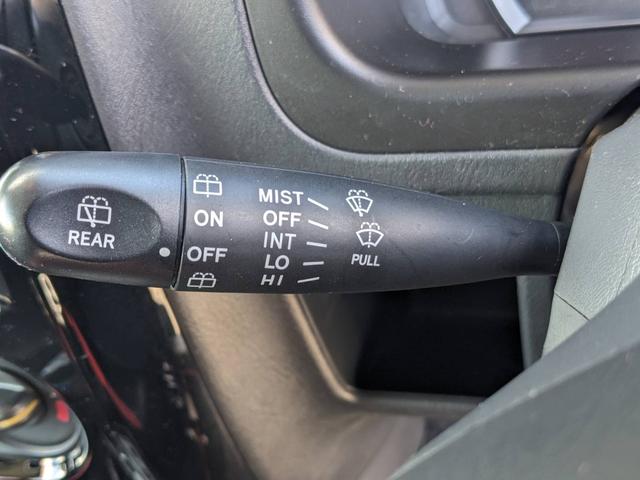 REAR
ON
OFF
MIST
OFF
INT
LO
HI
PULL